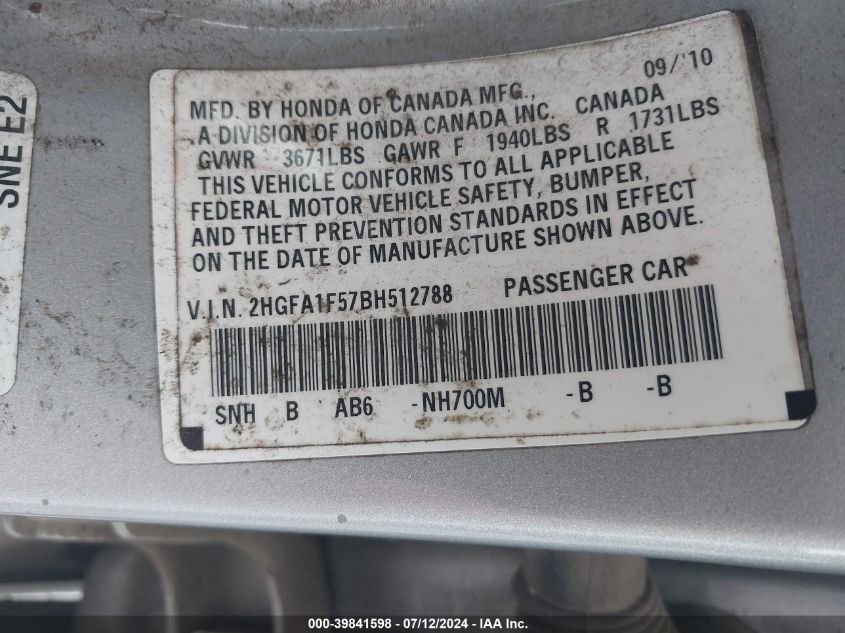 SNE E2
09/'10
MFD. BY HONDA OF CANADA MFG.,
A DIVISION OF HONDA CANADA INC. CANADA
GVWR 3671LBS GAWR F 1940LBS R 1731LBS
THIS VEHICLE CONFORMS TO ALL APPLICABLE
FEDERAL MOTOR VEHICLE SAFETY, BUMPER,
AND THEFT PREVENTION STANDARDS IN EFFECT
ON THE DATE OF MANUFACTURE SHOWN ABOVE.
V.I.N. 2HGFA1F57BH512788 PASSENGER CAR
SNH B AB6 -NH700M -B -B
000-39841598 - 07/12/2024 - IAA Inc.